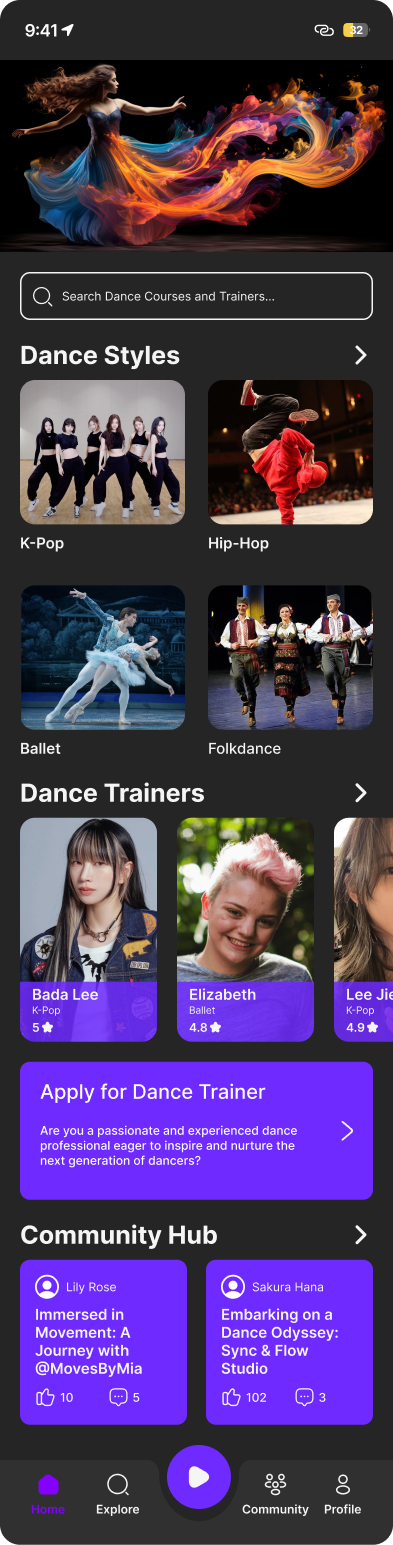 9:41
32
Search Dance Courses and Trainers...
Dance Styles
K-Pop
Hip-Hop
Ballet
Folkdance
Dance Trainers
Bada Lee
K-Pop
5
Elizabeth
Ballet
4.8
Lee Jie
K-Pop
4.9
Apply for Dance Trainer
Are you a passionate and experienced dance
professional eager to inspire and nurture the
next generation of dancers?
Community Hub
Lily Rose
Immersed in
Movement: A
Journey with
@MovesByMia
10
5
Sakura Hana
Embarking on a
Dance Odyssey:
Sync & Flow
Studio
102
3
Home
Explore
Community
Profile